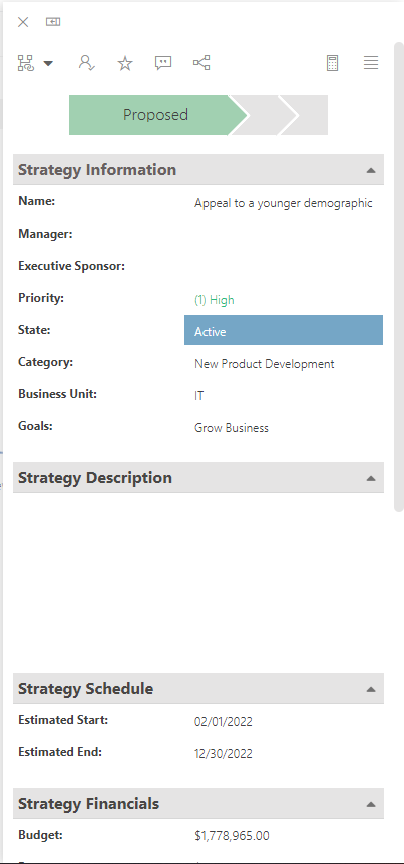 Proposed
Strategy Information
Name: Appeal to a younger demographic
Manager:
Executive Sponsor:
Priority: (1) High
State: Active
Category: New Product Development
Business Unit: IT
Goals: Grow Business
Strategy Description
Strategy Schedule
Estimated Start: 02/01/2022
Estimated End: 12/30/2022
Strategy Financials
Budget: $1,778,965.00